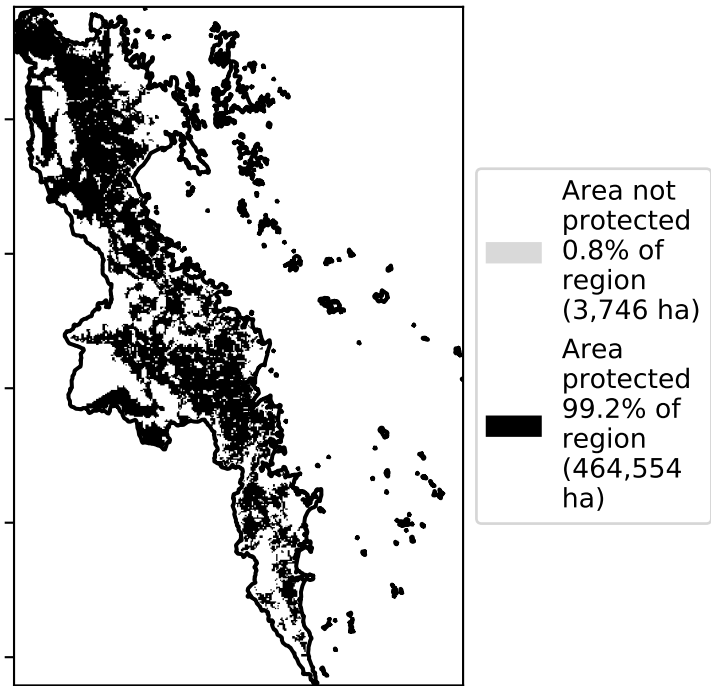 Area not
protected
0.8% of
region
(3,746 ha)
Area
protected
99.2% of
region
(464,554
ha)